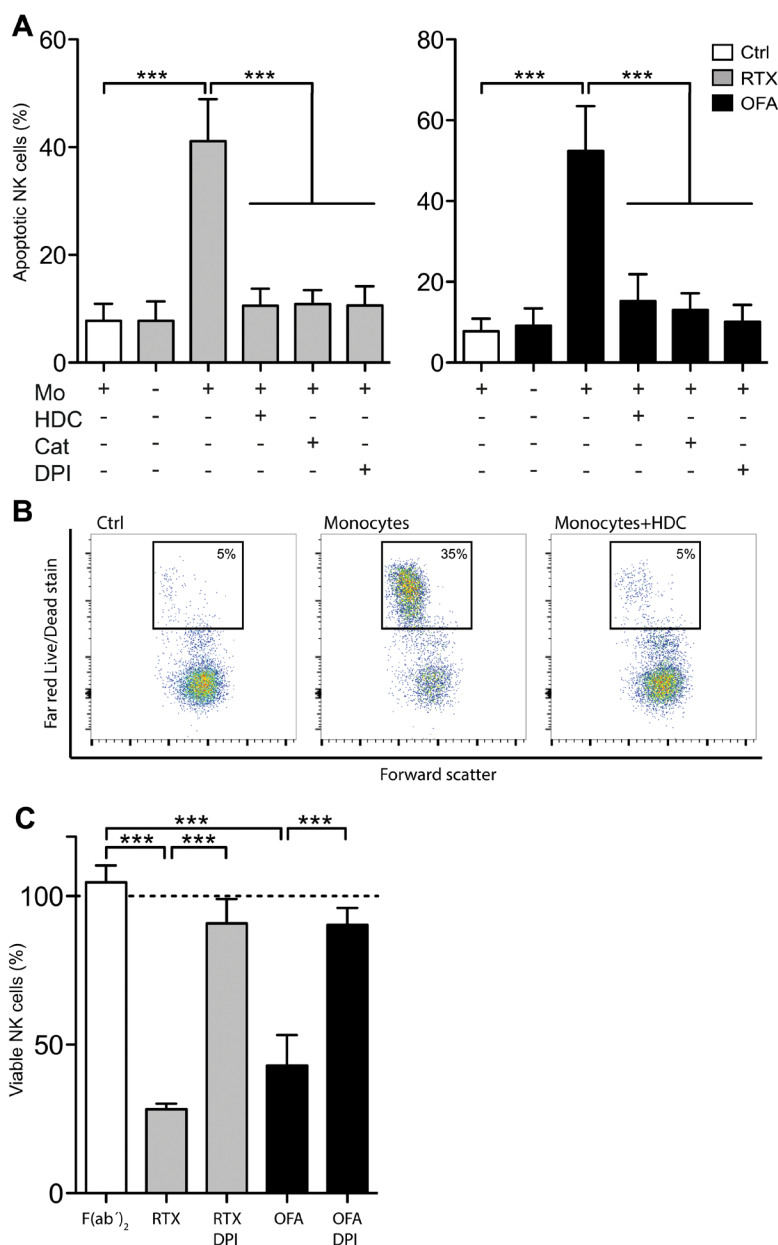 A
60
40
20
0
Apoptotic NK cells (%)
*** ***
80
60
40
20
0
*** ***
Ctrl
RTX
OFA
Mo + - + + + + + - + + + +
HDC - - - + - - - - - + - -
Cat - - - - + - - - - - + -
DPI - - - - - + - - - - - +
B
Ctrl Monocytes Monocytes+HDC
5% 35% 5%
Far red Live/Dead stain
Forward scatter
C
***
*** *** ***
100
50
0
Viable NK cells (%)
F(ab´)₂ RTX RTX OFA OFA
DPI DPI